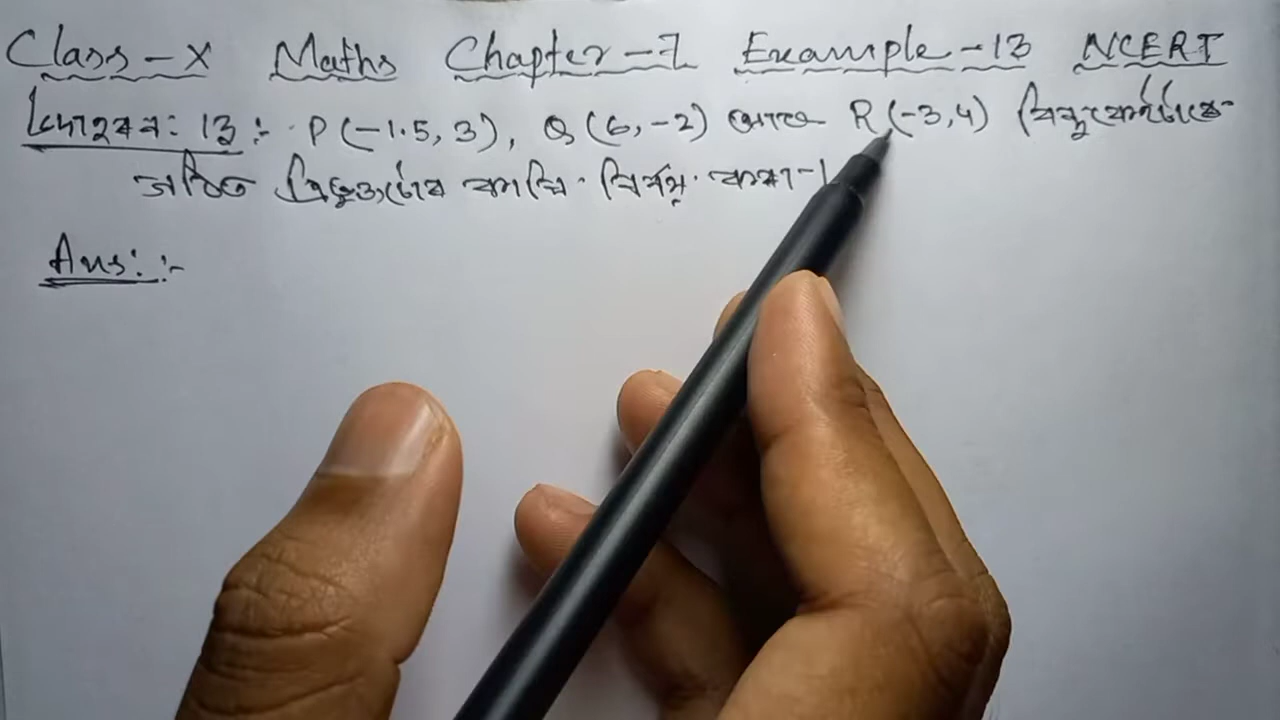 Class-X Maths Chapter-7 Example-13 NCERT
উদাহৰণ: 13:- P(-1.5, 3), Q(6,-2) আৰু R(-3,4) বিন্দুকেইটাৰে-
গঠিত ত্ৰিভুজটোৰ কালি নিৰ্ণয় কৰা-।
Ans::-